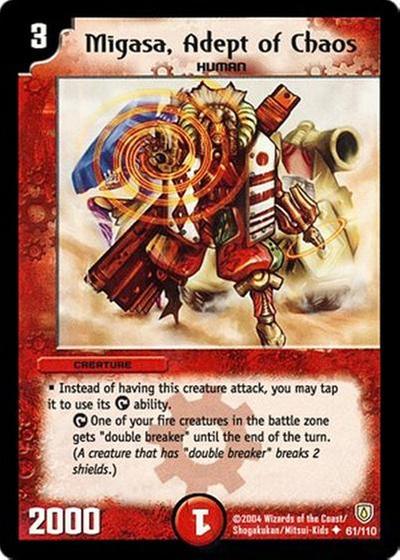 3
Migasa, Adept of Chaos
HUMAN
CREATURE
▪ Instead of having this creature attack, you may tap
it to use its ability.
One of your fire creatures in the battle zone
gets "double breaker" until the end of the turn.
(A creature that has "double breaker" breaks 2
shields.)
2000
1
©2004 Wizards of the Coast/
Shogakukan/Mitsui-Kids ♦ 61/110